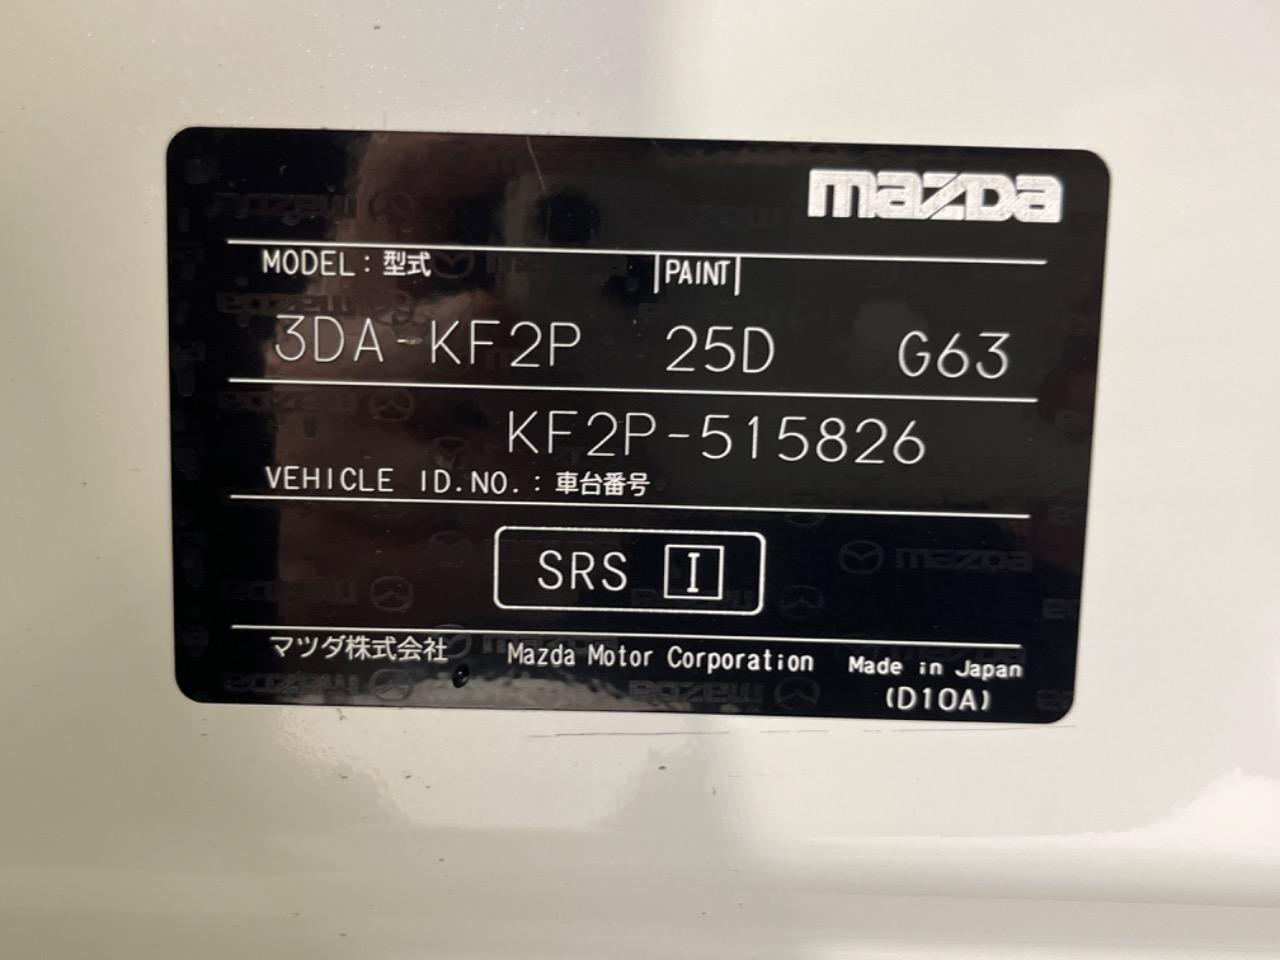 mazda
MODEL : 型式 PAINT
3DA-KF2P 25D G63
KF2P-515826
VEHICLE ID.NO. : 車台番号
SRS I
マツダ株式会社 Mazda Motor Corporation Made in Japan
(D10A)